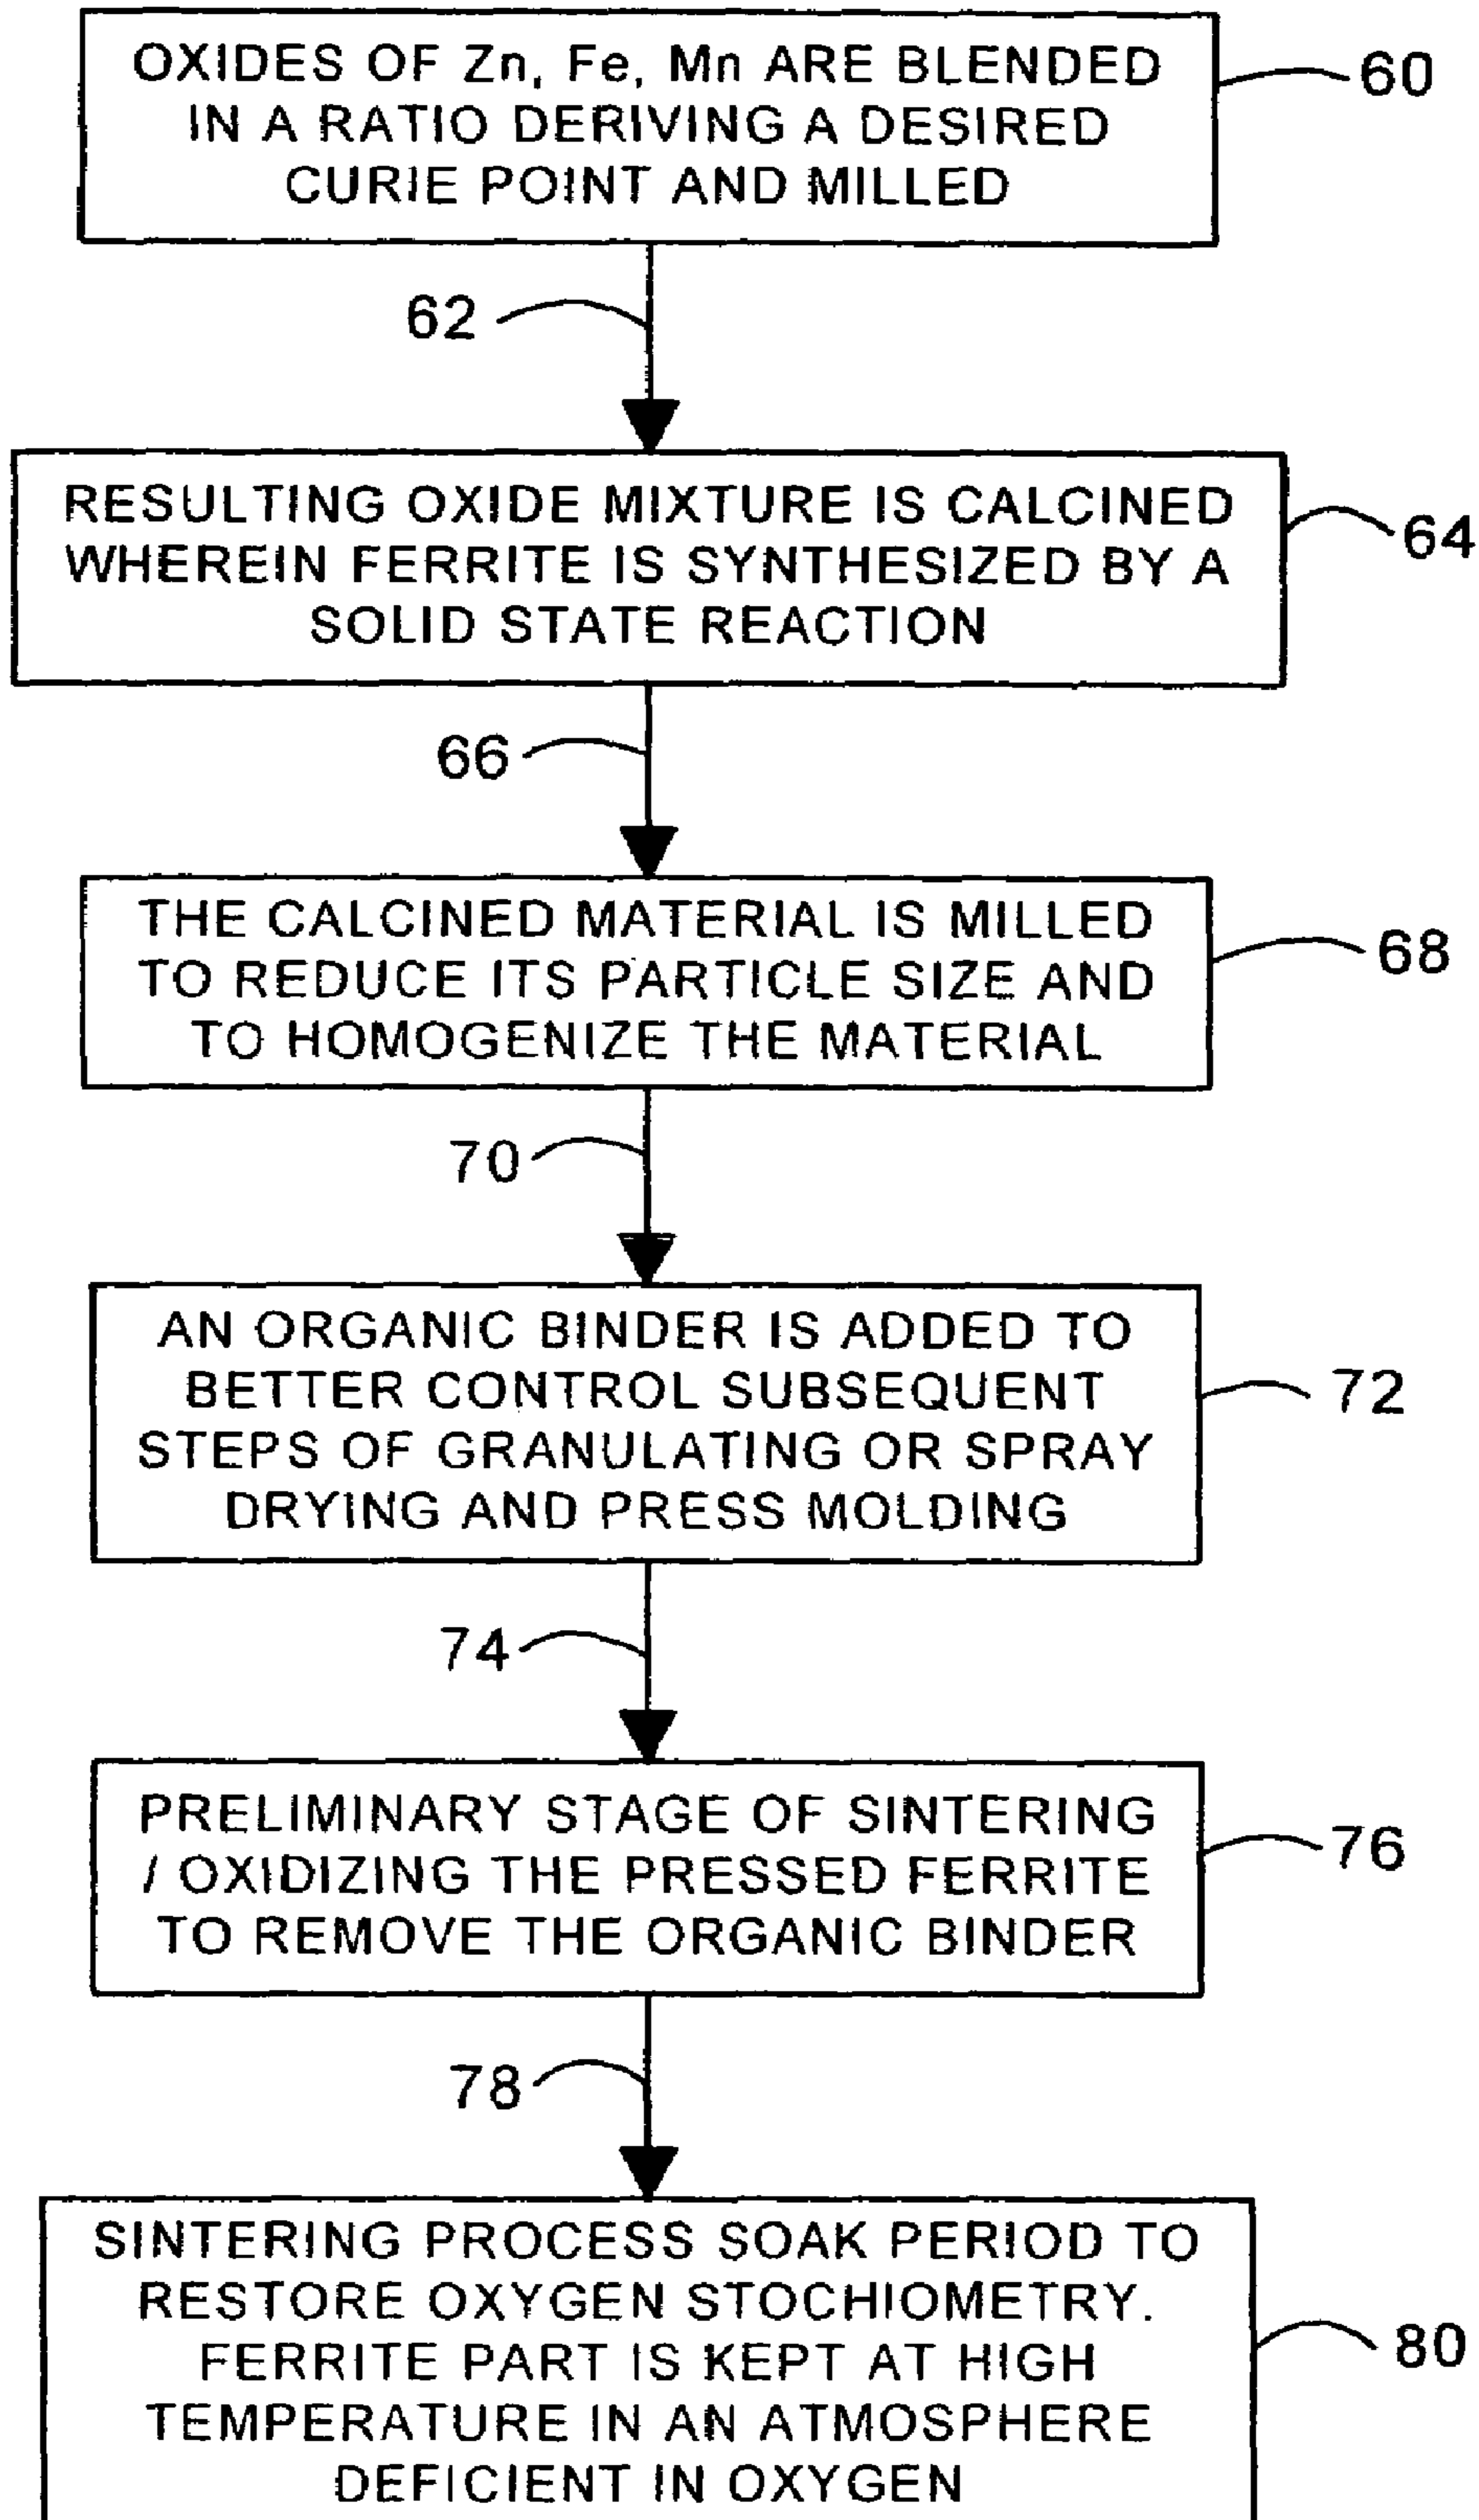 OXIDES OF Zn, Fe, Mn ARE BLENDED
IN A RATIO DERIVING A DESIRED
CURIE POINT AND MILLED
60
62
RESULTING OXIDE MIXTURE IS CALCINED
WHEREIN FERRITE IS SYNTHESIZED BY A
SOLID STATE REACTION
64
66
THE CALCINED MATERIAL IS MILLED
TO REDUCE ITS PARTICLE SIZE AND
TO HOMOGENIZE THE MATERIAL
68
70
AN ORGANIC BINDER IS ADDED TO
BETTER CONTROL SUBSEQUENT
STEPS OF GRANULATING OR SPRAY
DRYING AND PRESS MOLDING
72
74
PRELIMINARY STAGE OF SINTERING
/ OXIDIZING THE PRESSED FERRITE
TO REMOVE THE ORGANIC BINDER
76
78
SINTERING PROCESS SOAK PERIOD TO
RESTORE OXYGEN STOCHIOMETRY.
FERRITE PART IS KEPT AT HIGH
TEMPERATURE IN AN ATMOSPHERE
DEFICIENT IN OXYGEN
80